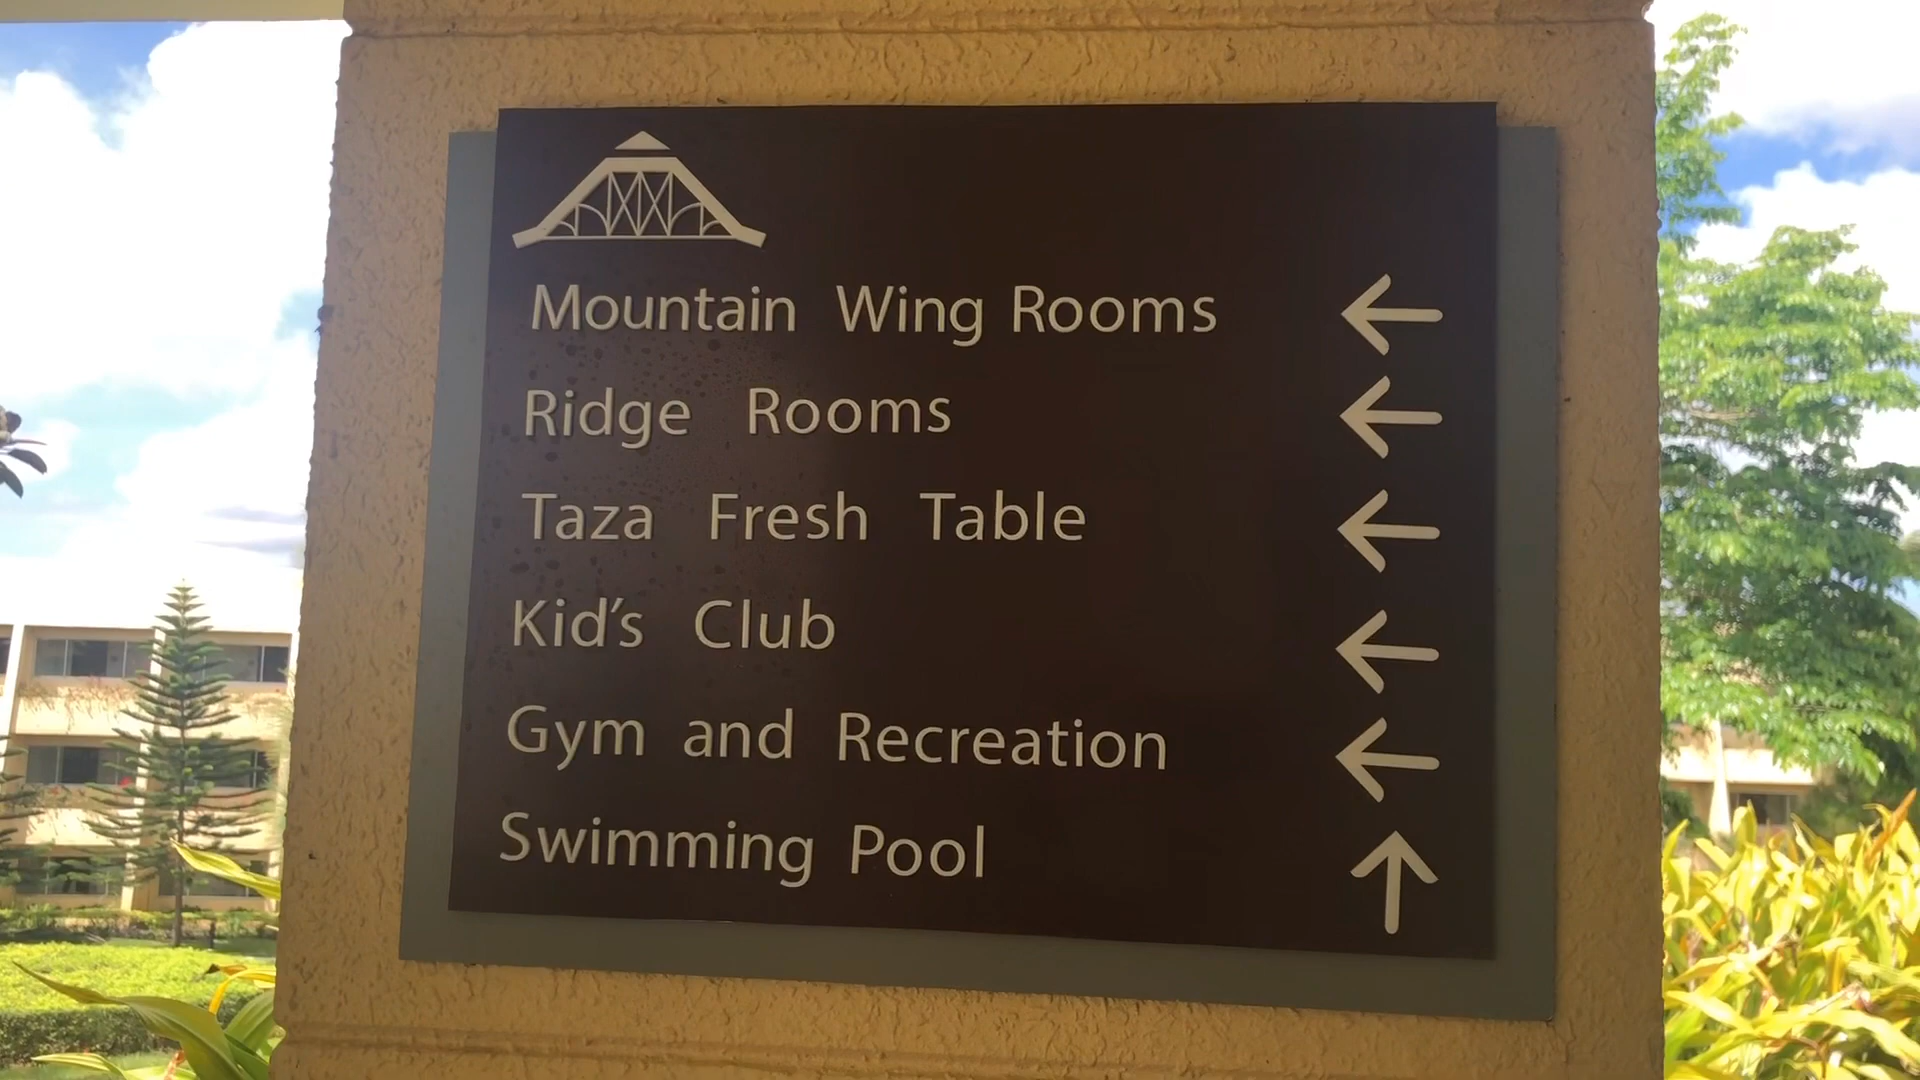 Mountain Wing Rooms ←
Ridge Rooms ←
Taza Fresh Table ←
Kid's Club ←
Gym and Recreation ←
Swimming Pool ↑